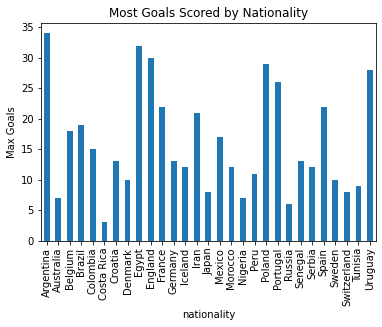 Most Goals Scored by Nationality
35
30
25
20
15
10
5
0
Max Goals
Argentina
Australia
Belgium
Brazil
Colombia
Costa Rica
Croatia
Denmark
Egypt
England
France
Germany
Iceland
Iran
Japan
Mexico
Morocco
Nigeria
Peru
Poland
Portugal
Russia
Senegal
Serbia
Spain
Sweden
Switzerland
Tunisia
Uruguay
nationality